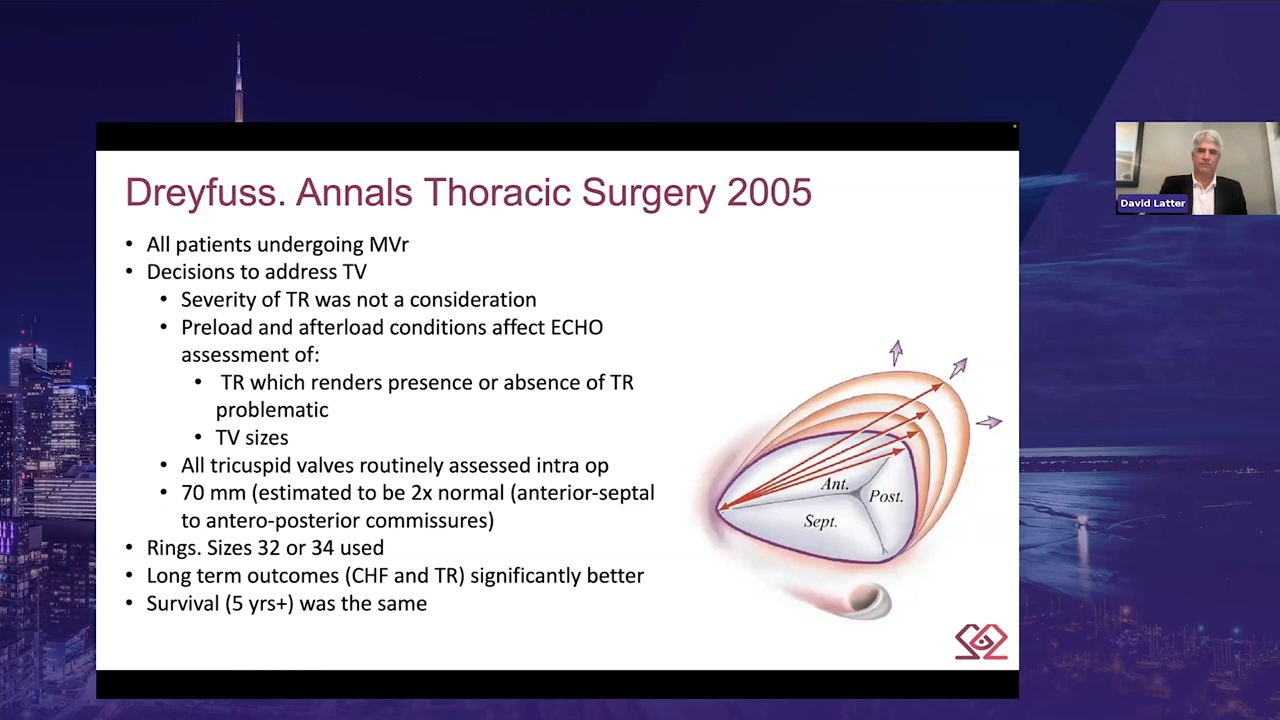 Dreyfuss. Annals Thoracic Surgery 2005
• All patients undergoing MVr
• Decisions to address TV
• Severity of TR was not a consideration
• Preload and afterload conditions affect ECHO
assessment of:
• TR which renders presence or absence of TR
problematic
• TV sizes
• All tricuspid valves routinely assessed intra op
• 70 mm (estimated to be 2x normal (anterior-septal
to antero-posterior commissures)
• Rings. Sizes 32 or 34 used
• Long term outcomes (CHF and TR) significantly better
• Survival (5 yrs+) was the same
Ant.
Post.
Sept.
David Latter